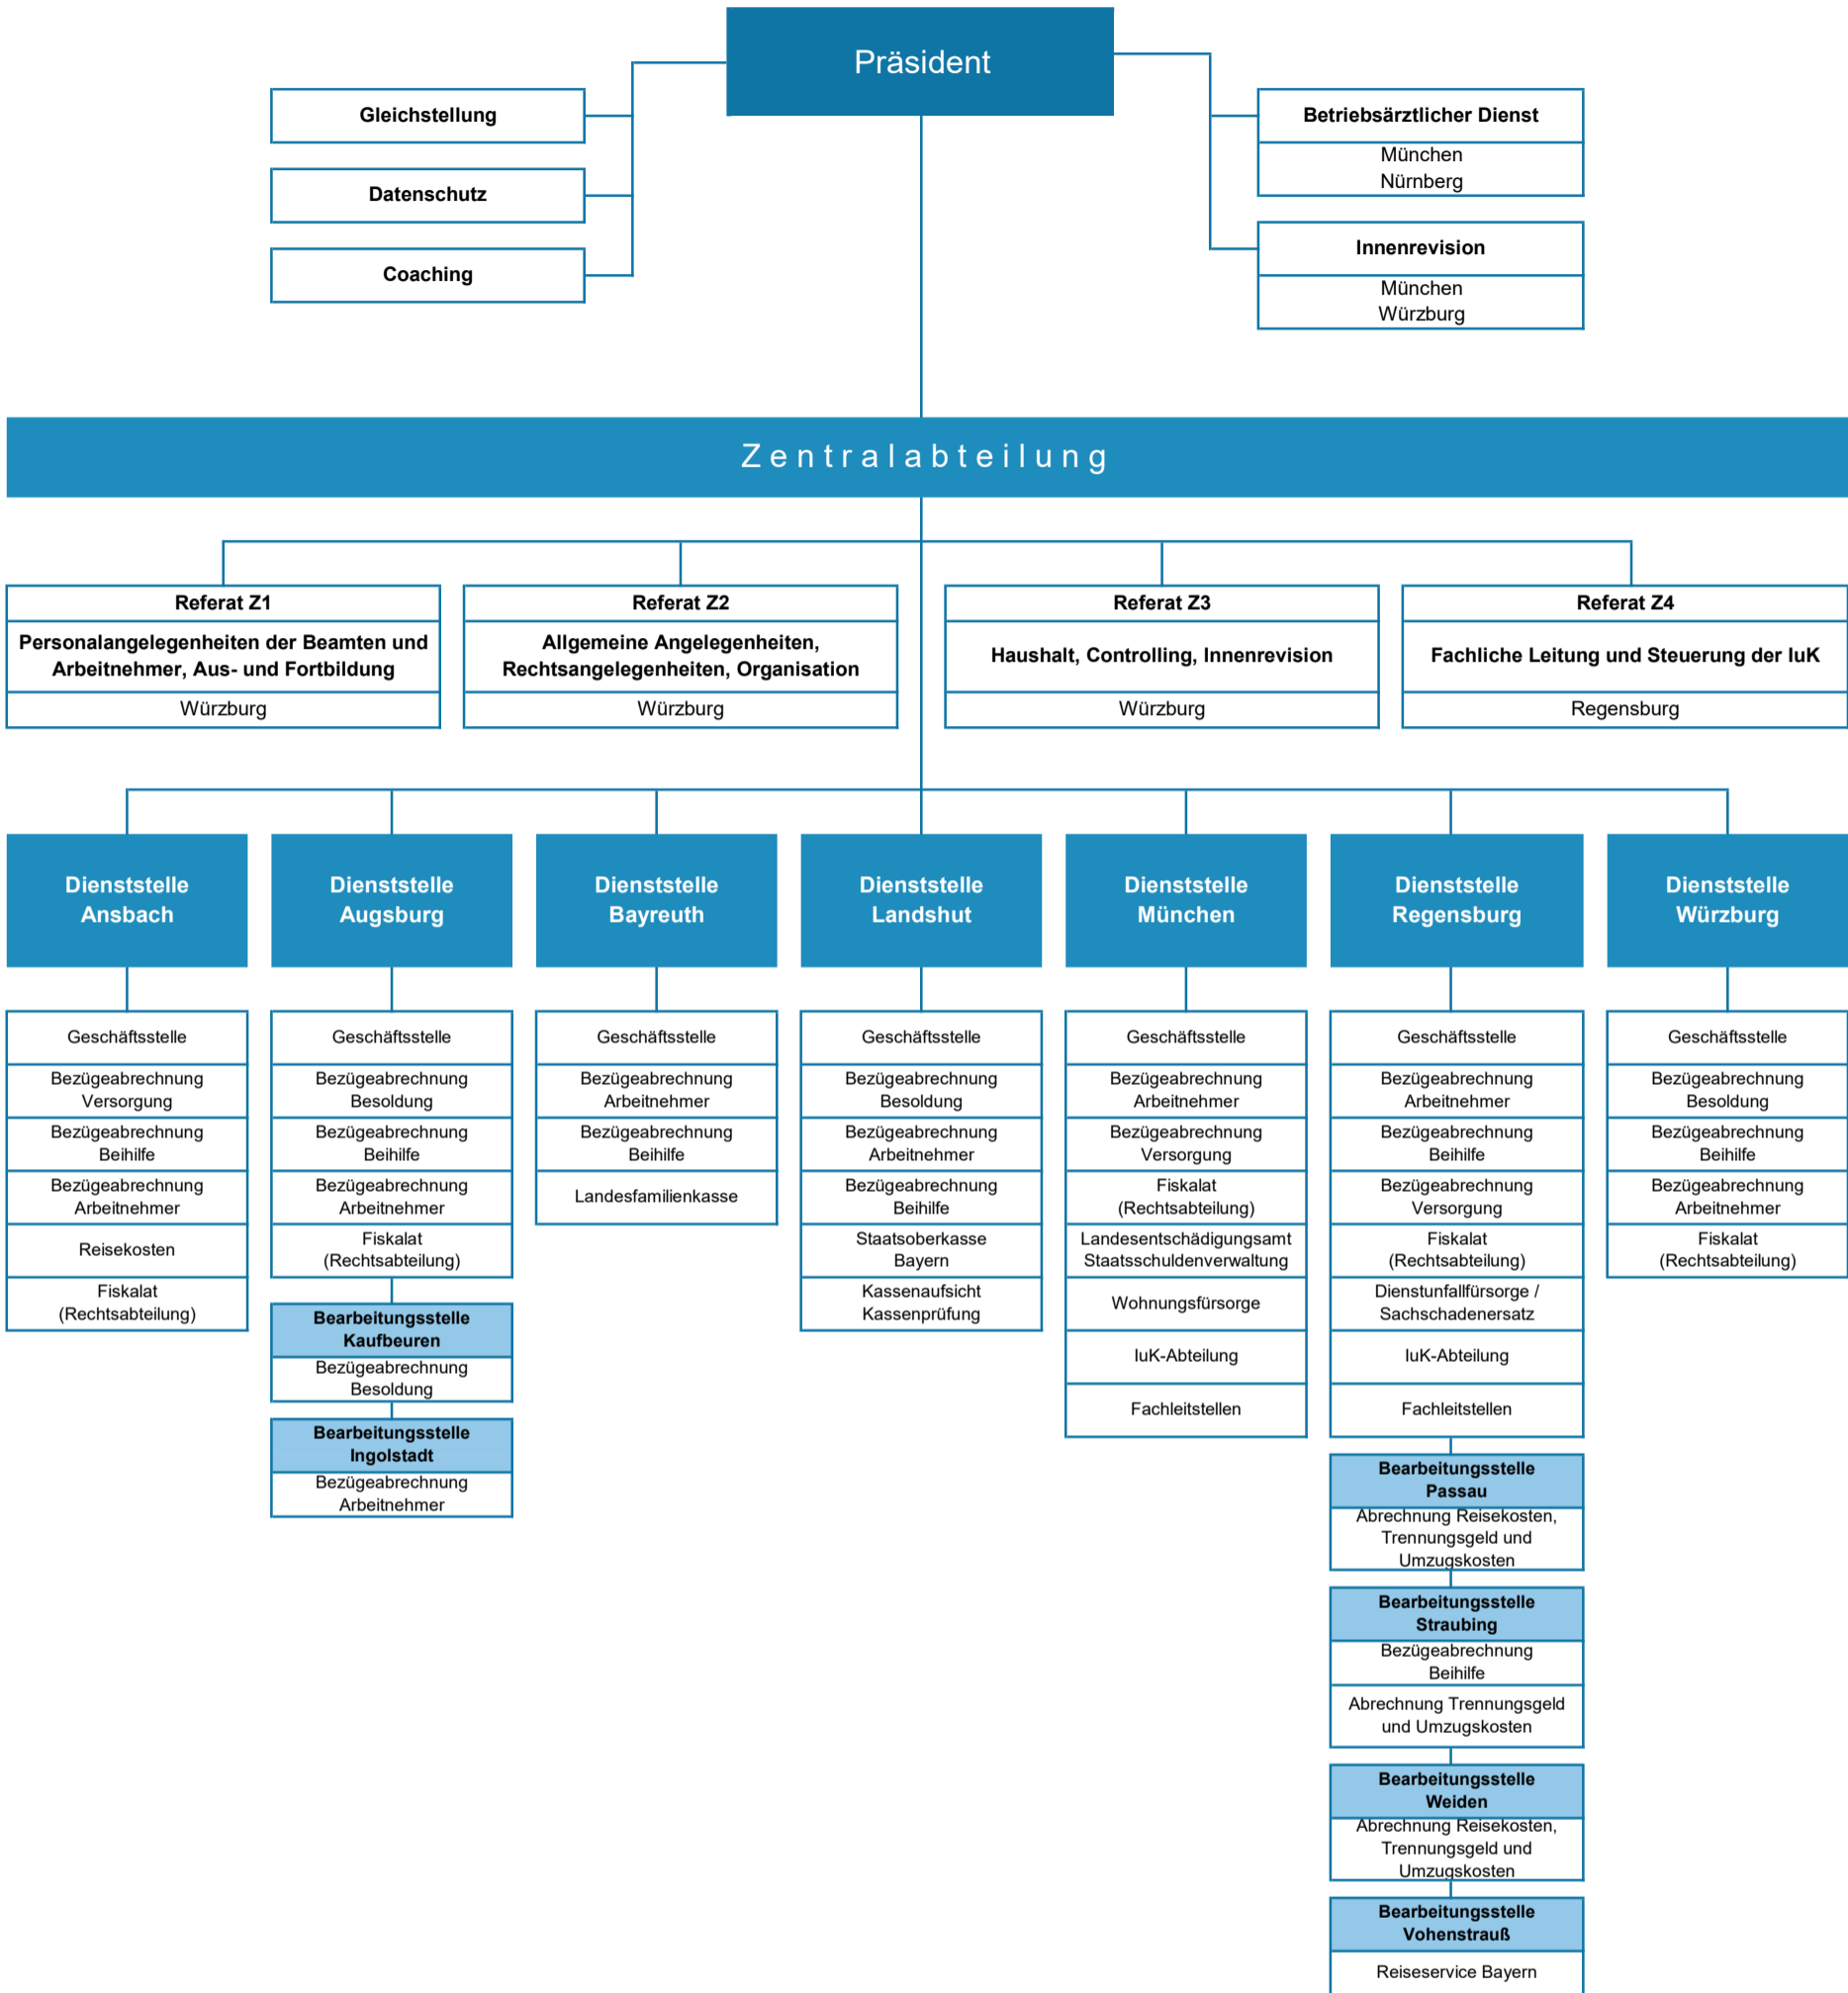 Präsident
Gleichstellung
Datenschutz
Coaching
Betriebsärztlicher Dienst
München
Nürnberg
Innenrevision
München
Würzburg
Zentralabteilung
Referat Z1
Personalangelegenheiten der Beamten und
Arbeitnehmer, Aus- und Fortbildung
Würzburg
Referat Z2
Allgemeine Angelegenheiten,
Rechtsangelegenheiten, Organisation
Würzburg
Referat Z3
Haushalt, Controlling, Innenrevision
Würzburg
Referat Z4
Fachliche Leitung und Steuerung der IuK
Regensburg
Dienststelle
Ansbach
Geschäftsstelle
Bezügeabrechnung
Versorgung
Bezügeabrechnung
Beihilfe
Bezügeabrechnung
Arbeitnehmer
Reisekosten
Fiskalat
(Rechtsabteilung)
Dienststelle
Augsburg
Geschäftsstelle
Bezügeabrechnung
Besoldung
Bezügeabrechnung
Beihilfe
Bezügeabrechnung
Arbeitnehmer
Fiskalat
(Rechtsabteilung)
Bearbeitungsstelle
Kaufbeuren
Bezügeabrechnung
Besoldung
Bearbeitungsstelle
Ingolstadt
Bezügeabrechnung
Arbeitnehmer
Dienststelle
Bayreuth
Geschäftsstelle
Bezügeabrechnung
Arbeitnehmer
Bezügeabrechnung
Beihilfe
Landesfamilienkasse
Dienststelle
Landshut
Geschäftsstelle
Bezügeabrechnung
Besoldung
Bezügeabrechnung
Arbeitnehmer
Bezügeabrechnung
Beihilfe
Staatsoberkasse
Bayern
Kassenaufsicht
Kassenprüfung
Dienststelle
München
Geschäftsstelle
Bezügeabrechnung
Arbeitnehmer
Bezügeabrechnung
Versorgung
Fiskalat
(Rechtsabteilung)
Landesentschädigungsamt
Staatsschuldenverwaltung
Wohnungsfürsorge
IuK-Abteilung
Fachleitstellen
Dienststelle
Regensburg
Geschäftsstelle
Bezügeabrechnung
Arbeitnehmer
Bezügeabrechnung
Beihilfe
Bezügeabrechnung
Versorgung
Fiskalat
(Rechtsabteilung)
Dienstunfallfürsorge /
Sachschadenersatz
IuK-Abteilung
Fachleitstellen
Bearbeitungsstelle
Passau
Abrechnung Reisekosten,
Trennungsgeld und
Umzugskosten
Bearbeitungsstelle
Straubing
Bezügeabrechnung
Beihilfe
Abrechnung Trennungsgeld
und Umzugskosten
Bearbeitungsstelle
Weiden
Abrechnung Reisekosten,
Trennungsgeld und
Umzugskosten
Bearbeitungsstelle
Vohenstrauß
Reiseservice Bayern
Dienststelle
Würzburg
Geschäftsstelle
Bezügeabrechnung
Besoldung
Bezügeabrechnung
Beihilfe
Bezügeabrechnung
Arbeitnehmer
Fiskalat
(Rechtsabteilung)